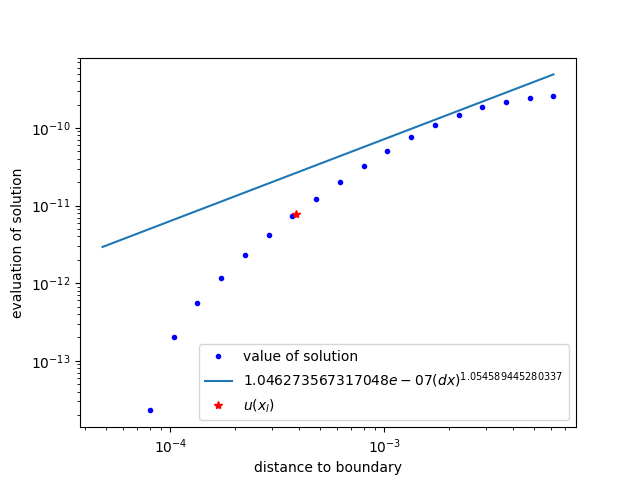 evaluation of solution
10⁻¹⁰
10⁻¹¹
10⁻¹²
10⁻¹³
value of solution
1.046273567317048e − 07(dx)^1.054589445280337
u(x_l)
10⁻⁴
10⁻³
distance to boundary